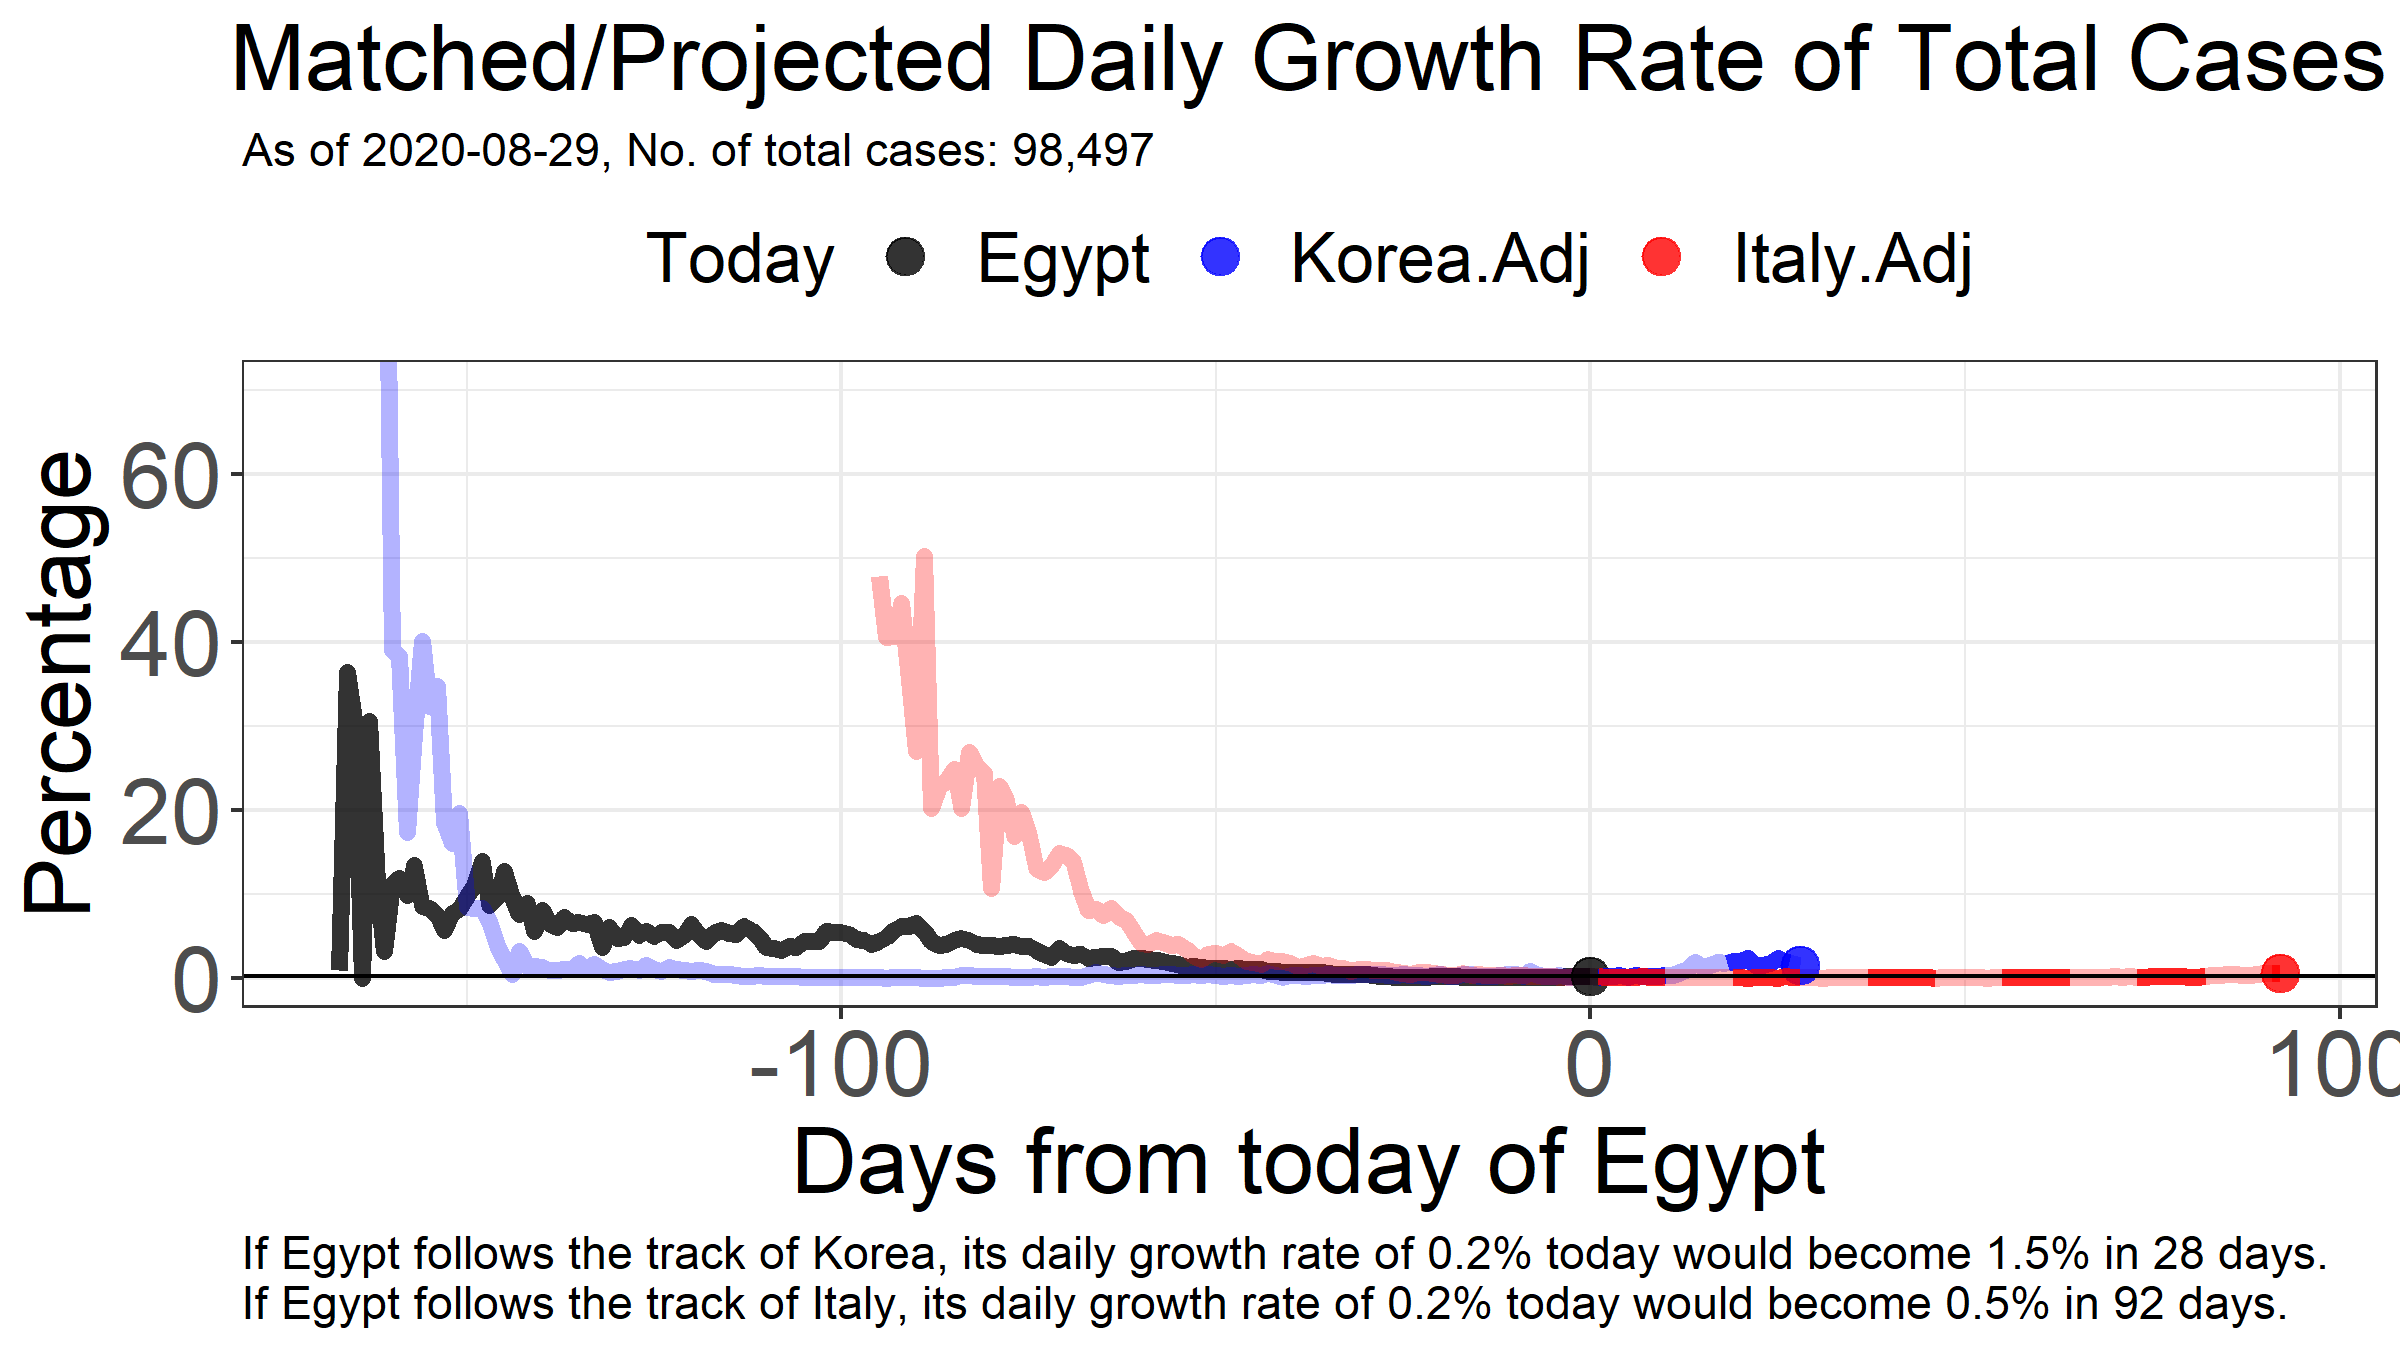 Matched/Projected Daily Growth Rate of Total Cases
As of 2020-08-29, No. of total cases: 98,497
Today Egypt Korea.Adj Italy.Adj
Percentage
60
40
20
0
-100 0 100
Days from today of Egypt
If Egypt follows the track of Korea, its daily growth rate of 0.2% today would become 1.5% in 28 days.
If Egypt follows the track of Italy, its daily growth rate of 0.2% today would become 0.5% in 92 days.